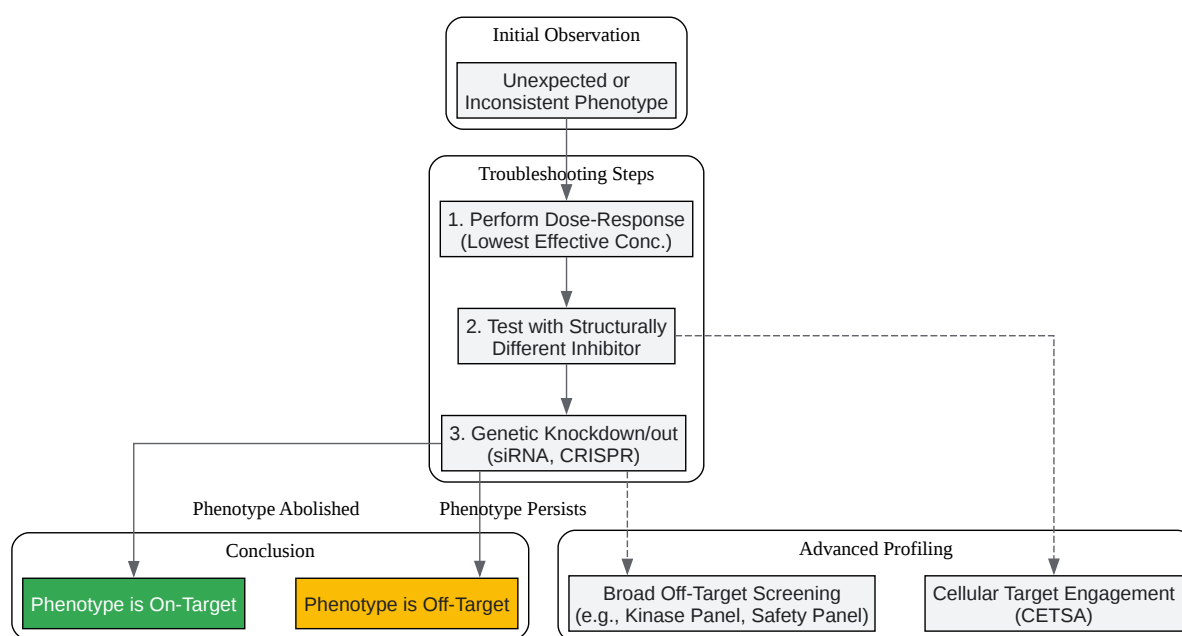 Initial Observation
Unexpected or
Inconsistent Phenotype
Troubleshooting Steps
1. Perform Dose-Response
(Lowest Effective Conc.)
2. Test with Structurally
Different Inhibitor
3. Genetic Knockdown/out
(siRNA, CRISPR)
Phenotype Abolished
Phenotype Persists
Conclusion
Phenotype is On-Target
Phenotype is Off-Target
Advanced Profiling
Broad Off-Target Screening
(e.g., Kinase Panel, Safety Panel)
Cellular Target Engagement
(CETSA)